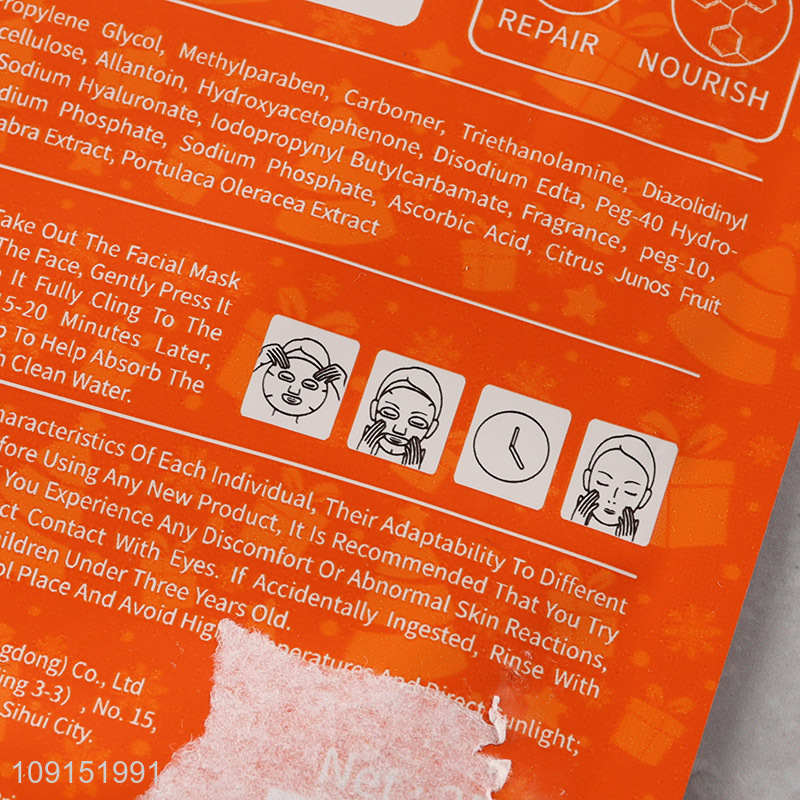 REPAIR
NOURISH
ropylene Glycol, Methylparaben, Carbomer, Triethanolamine, Diazolidinyl
cellulose, Allantoin, Hydroxyacetophenone, Disodium Edta, Peg-40 Hydro-
Sodium Hyaluronate, Iodopropynyl Butylcarbamate, Fragrance, peg-10,
dium Phosphate, Sodium Phosphate, Ascorbic Acid, Citrus Junos Fruit
abra Extract, Portulaca Oleracea Extract
Take Out The Facial Mask
The Face, Gently Press It
It Fully Cling To The
15-20 Minutes Later,
To Help Absorb The
Clean Water.
haracteristics Of Each Individual, Their Adaptability To Different
fore Using Any New Product, It Is Recommended That You Try
You Experience Any Discomfort Or Abnormal Skin Reactions,
ct Contact With Eyes. If Accidentally Ingested, Rinse With
hildren Under Three Years Old.
ol Place And Avoid High Temperatures And Direct Sunlight;
gdong) Co., Ltd
ing 3-3) , No. 15,
Sihui City.
109151991